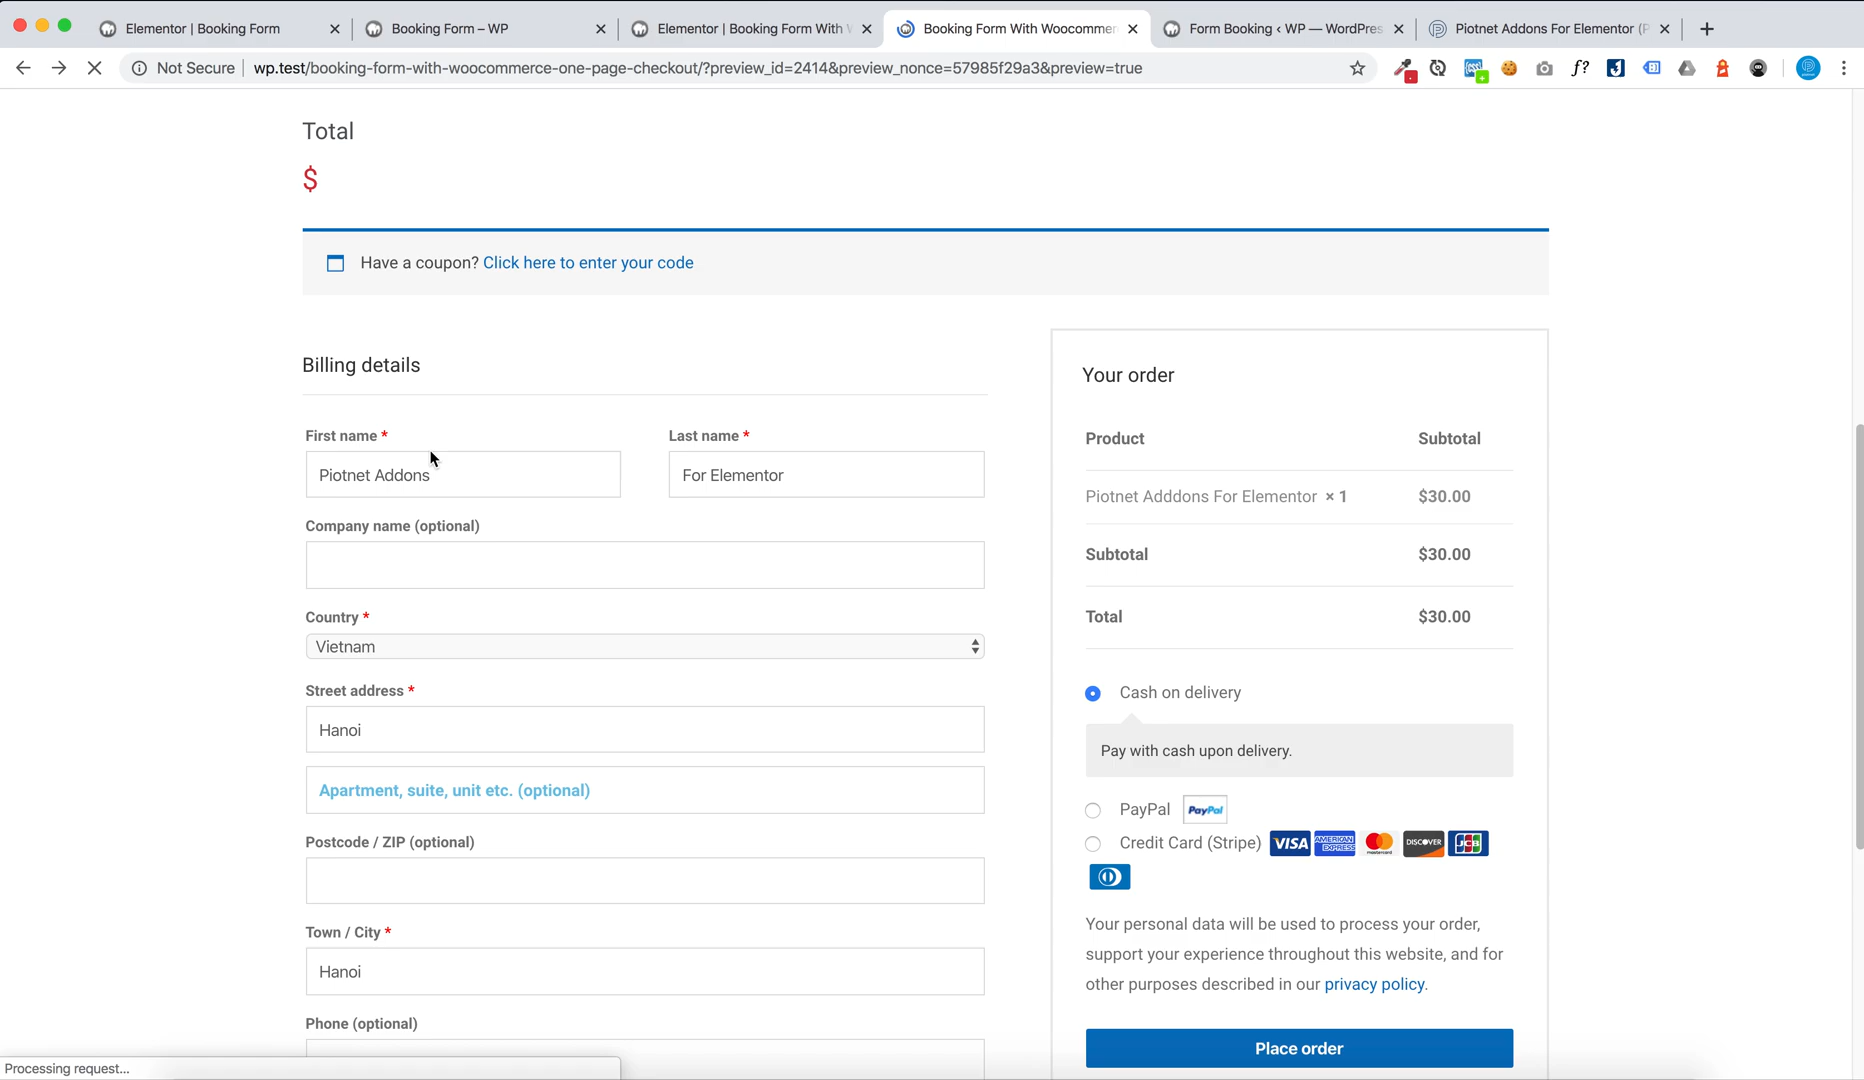 Elementor | Booking Form
Booking Form – WP
Elementor | Booking Form With
Booking Form With Woocommer
Form Booking ‹ WP — WordPres
Piotnet Addons For Elementor (P
Not Secure
wp.test/booking-form-with-woocommerce-one-page-checkout/?preview_id=2414&preview_nonce=57985f29a3&preview=true
f?
Total
$
Have a coupon? Click here to enter your code
Billing details
First name *
Last name *
Piotnet Addons
For Elementor
Company name (optional)
Country *
Vietnam
Street address *
Hanoi
Apartment, suite, unit etc. (optional)
Postcode / ZIP (optional)
Town / City *
Hanoi
Phone (optional)
Your order
Product Subtotal
Piotnet Adddons For Elementor × 1 $30.00
Subtotal $30.00
Total $30.00
Cash on delivery
Pay with cash upon delivery.
PayPal PayPal
Credit Card (Stripe) VISA AMERICAN EXPRESS mastercard DISCOVER JCB
Your personal data will be used to process your order,
support your experience throughout this website, and for
other purposes described in our privacy policy.
Place order
Processing request...